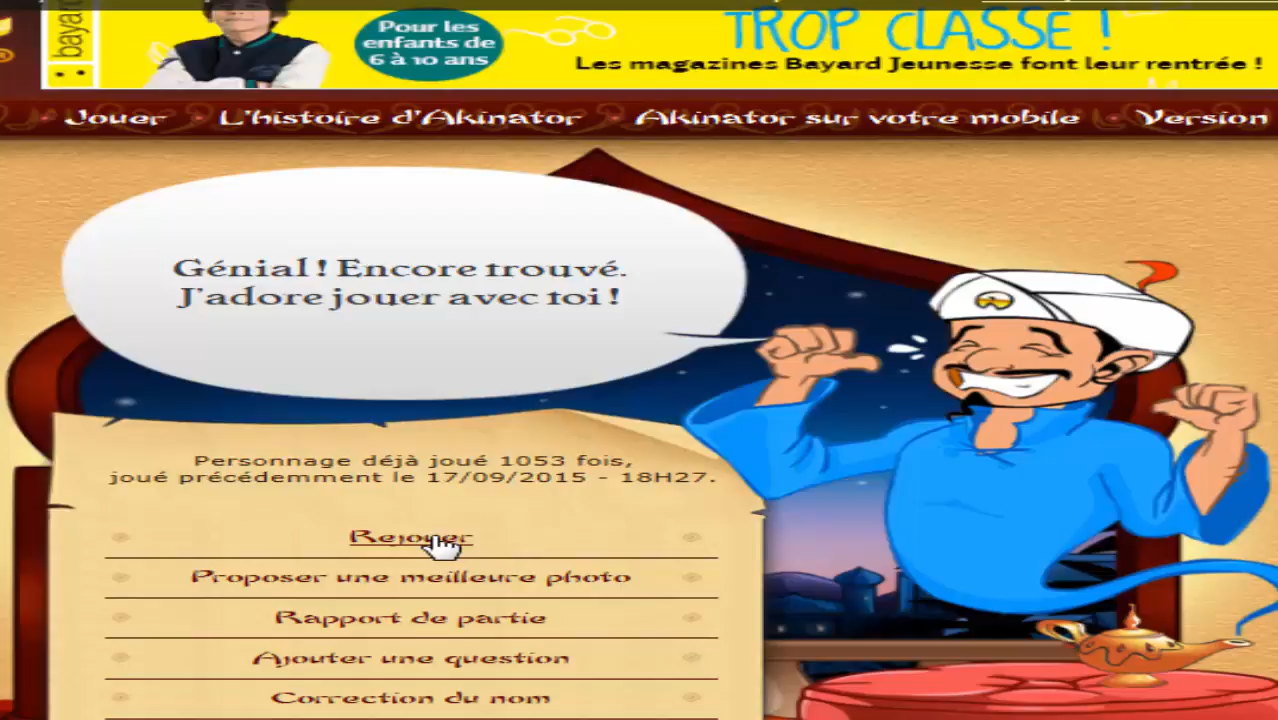 bayard
Pour les
enfants de
6 à 10 ans
TROP CLASSE !
Les magazines Bayard Jeunesse font leur rentrée !
Jouer
L'histoire d'Akinator
Akinator sur votre mobile
Version
Génial ! Encore trouvé.
J'adore jouer avec toi !
Personnage déjà joué 1053 fois,
joué précédemment le 17/09/2015 - 18H27.
Rejouer
Proposer une meilleure photo
Rapport de partie
Ajouter une question
Correction du nom